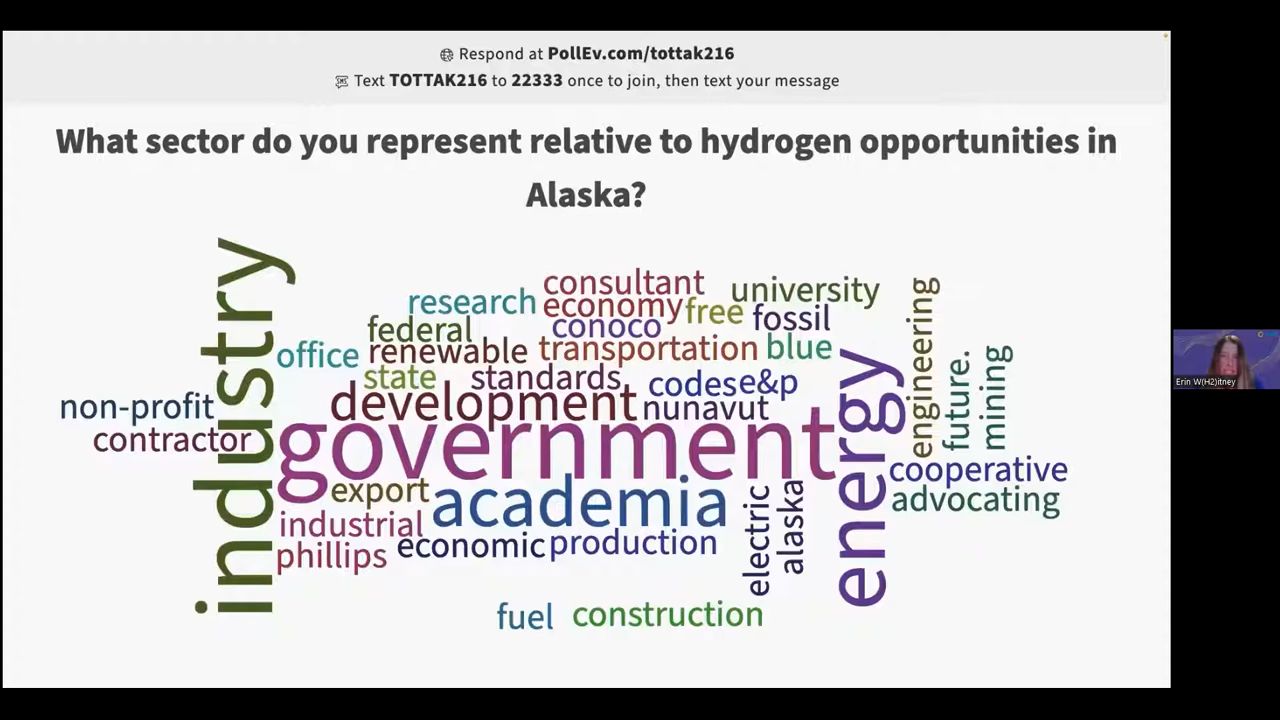 Respond at PollEv.com/tottak216
Text TOTTAK216 to 22333 once to join, then text your message
What sector do you represent relative to hydrogen opportunities in
Alaska?
industry
consultant
university
research
economy
free
engineering
federal
conoco
fossil
office
renewable
transportation
blue
state
standards,
codes
e&p
energy
future.
mining
non-profit
development
nunavut
contractor
government
cooperative
export
academia
electric
alaska
advocating
industrial
phillips
economic
production
fuel
construction
Erin W(H2)itney